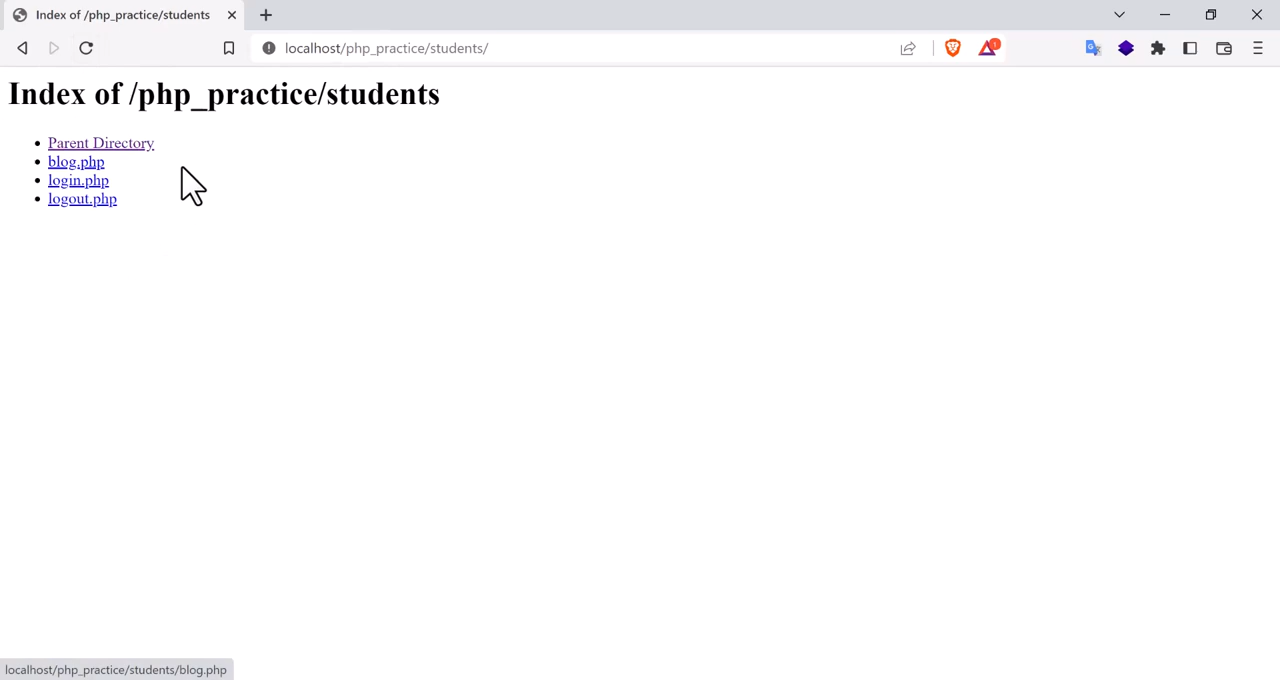 Index of /php_practice/students
localhost/php_practice/students/
1
Index of /php_practice/students
Parent Directory
blog.php
login.php
logout.php
localhost/php_practice/students/blog.php